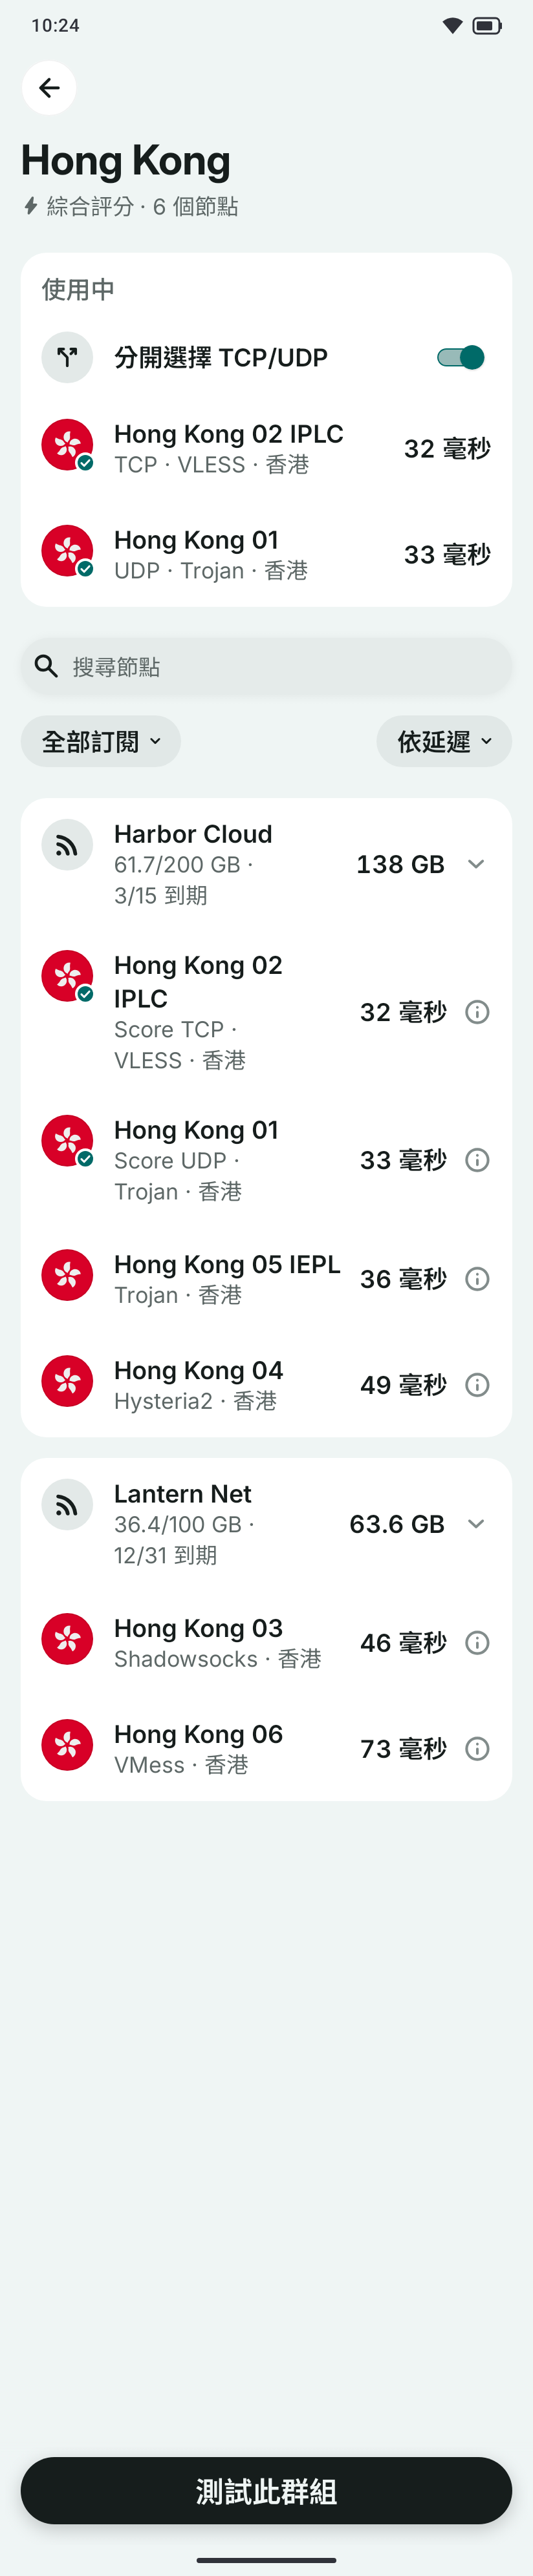 10:24
Hong Kong
綜合評分 · 6 個節點
使用中
分開選擇 TCP/UDP
Hong Kong 02 IPLC
TCP · VLESS · 香港
32 毫秒
Hong Kong 01
UDP · Trojan · 香港
33 毫秒
搜尋節點
全部訂閱
依延遲
Harbor Cloud
61.7/200 GB ·
3/15 到期
138 GB
Hong Kong 02
IPLC
Score TCP ·
VLESS · 香港
32 毫秒
Hong Kong 01
Score UDP ·
Trojan · 香港
33 毫秒
Hong Kong 05 IEPL
Trojan · 香港
36 毫秒
Hong Kong 04
Hysteria2 · 香港
49 毫秒
Lantern Net
36.4/100 GB ·
12/31 到期
63.6 GB
Hong Kong 03
Shadowsocks · 香港
46 毫秒
Hong Kong 06
VMess · 香港
73 毫秒
測試此群組